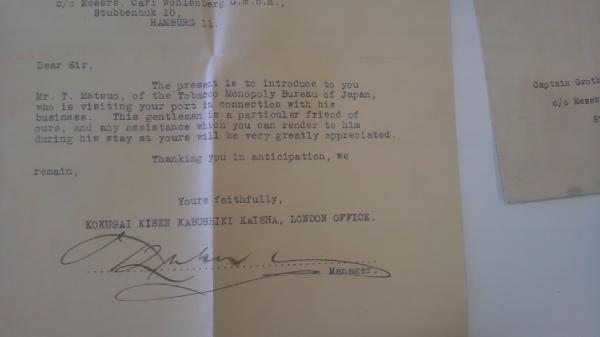 c/o Messrs. Carl Wohlenberg G.m.b.H.,
Stubbenhuk 10,
HAMBURG 11.
Dear Sir,
The present is to introduce to you
Mr. T. Matsuo, of the Tobacco Monopoly Bureau of Japan,
who is visiting your port in connection with his
business. This gentleman is a particular friend of
ours, and any assistance which you can render to him
during his stay at yours will be very greatly appreciated.
Thanking you in anticipation, we
remain,
Yours faithfully,
KOKUSAI KISEN KABUSHIKI KAISHA, LONDON OFFICE.
Manager.
Captain Groth
c/o Messr